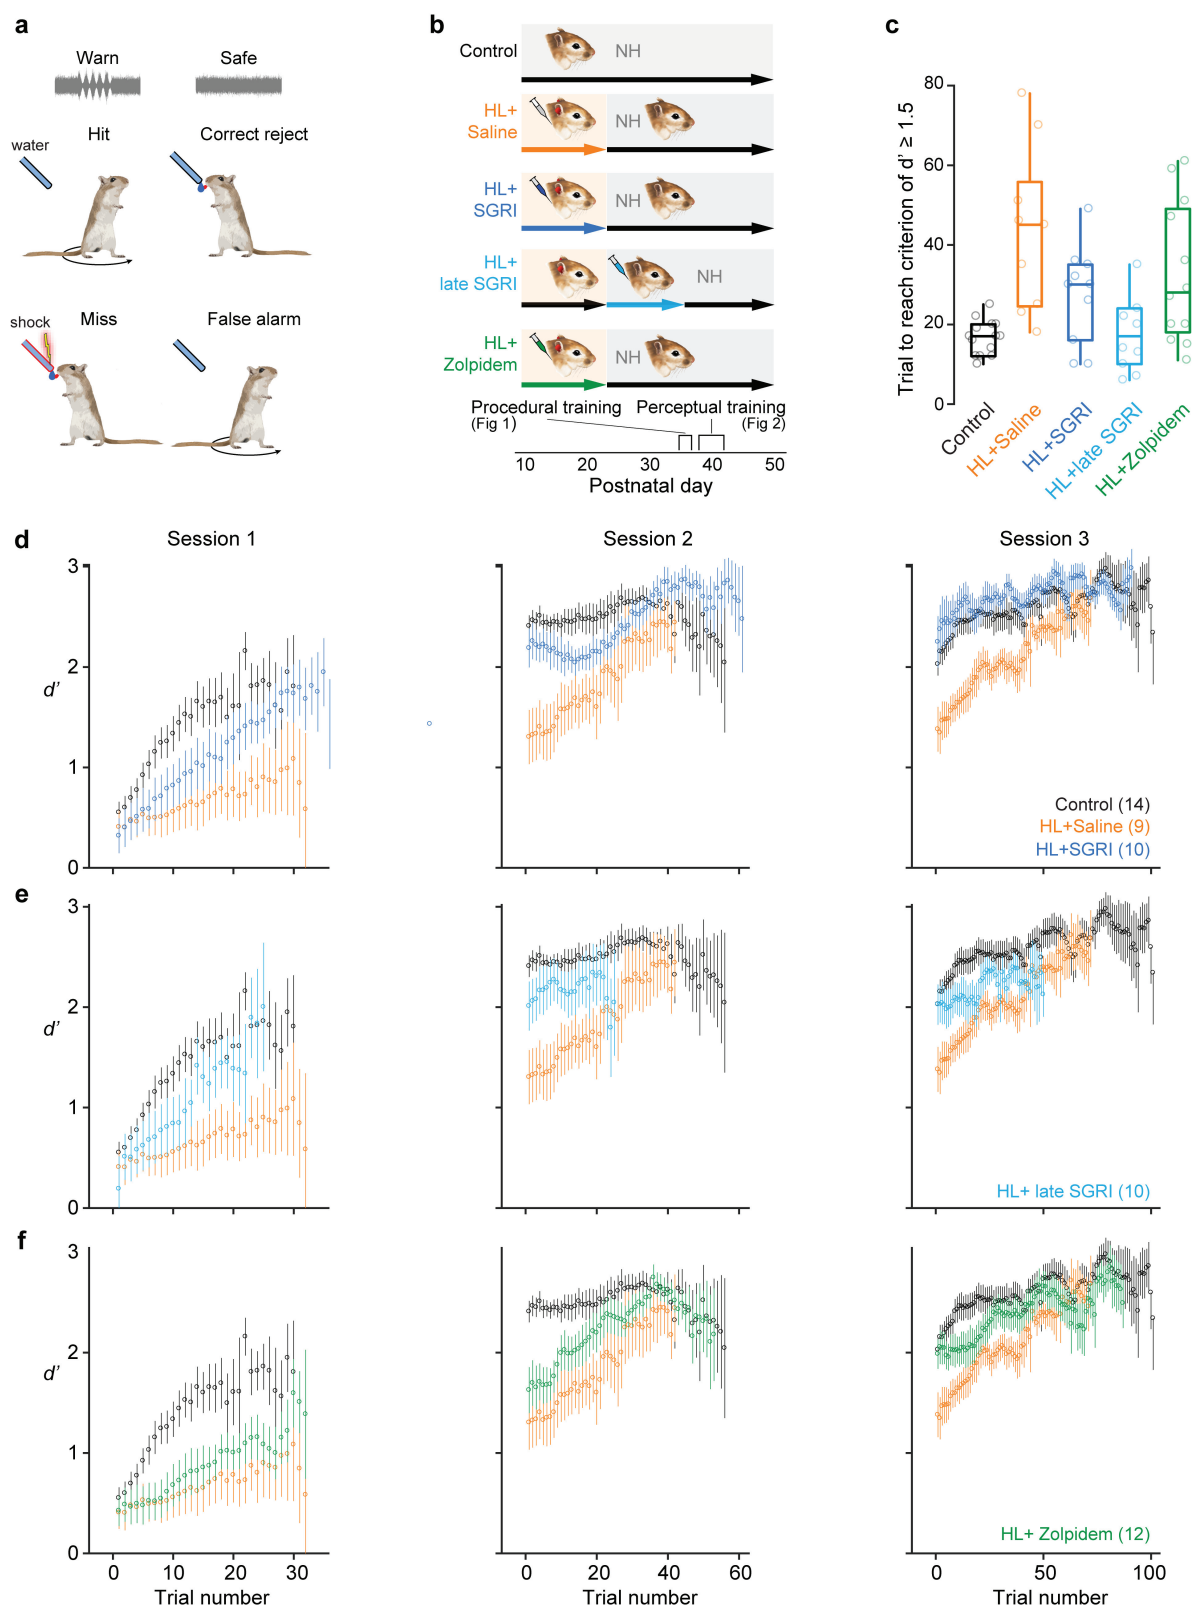 a
Warn Safe
Hit Correct reject
water
shock Miss False alarm
b
Control NH
HL+
Saline NH
HL+
SGRI NH
HL+
late SGRI NH
HL+
Zolpidem NH
Procedural training Perceptual training
(Fig 1) (Fig 2)
10 20 30 40 50
Postnatal day
c
Trial to reach criterion of d' ≥ 1.5
80
60
40
20
0
Control
HL+Saline
HL+SGRI
HL+late SGRI
HL+Zolpidem
d
Session 1 Session 2 Session 3
3
2
d'
1
0
Control (14)
HL+Saline (9)
HL+SGRI (10)
e
3
2
d'
1
0
HL+ late SGRI (10)
f
3
2
d'
1
0
HL+ Zolpidem (12)
0 10 20 30 0 20 40 60 0 50 100
Trial number Trial number Trial number